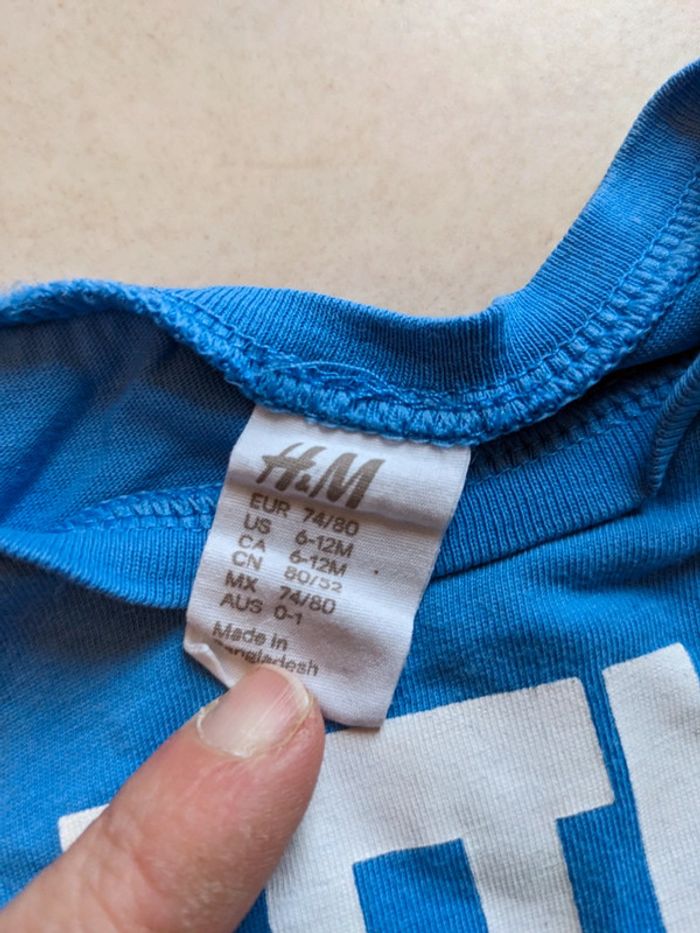 H&M
EUR 74/80
US 6-12M
CA 6-12M
CN 80/52
MX 74/80
AUS 0-1
Made in
Bangladesh